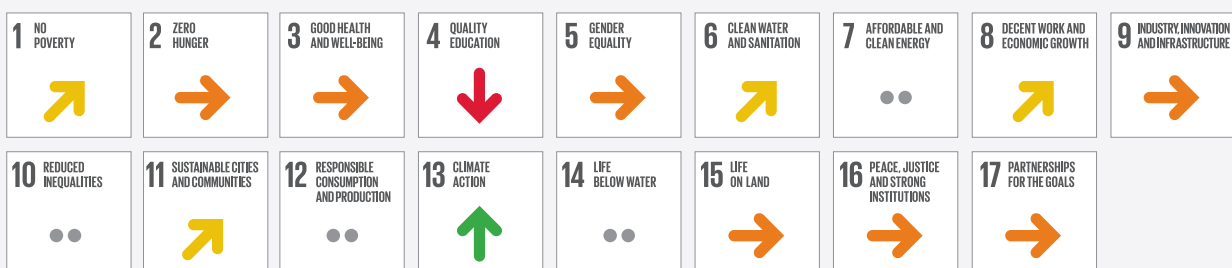 1 NO
POVERTY
2 ZERO
HUNGER
3 GOOD HEALTH
AND WELL-BEING
4 QUALITY
EDUCATION
5 GENDER
EQUALITY
6 CLEAN WATER
AND SANITATION
7 AFFORDABLE AND
CLEAN ENERGY
8 DECENT WORK AND
ECONOMIC GROWTH
9 INDUSTRY, INNOVATION
AND INFRASTRUCTURE
10 REDUCED
INEQUALITIES
11 SUSTAINABLE CITIES
AND COMMUNITIES
12 RESPONSIBLE
CONSUMPTION
AND PRODUCTION
13 CLIMATE
ACTION
14 LIFE
BELOW WATER
15 LIFE
ON LAND
16 PEACE, JUSTICE
AND STRONG
INSTITUTIONS
17 PARTNERSHIPS
FOR THE GOALS